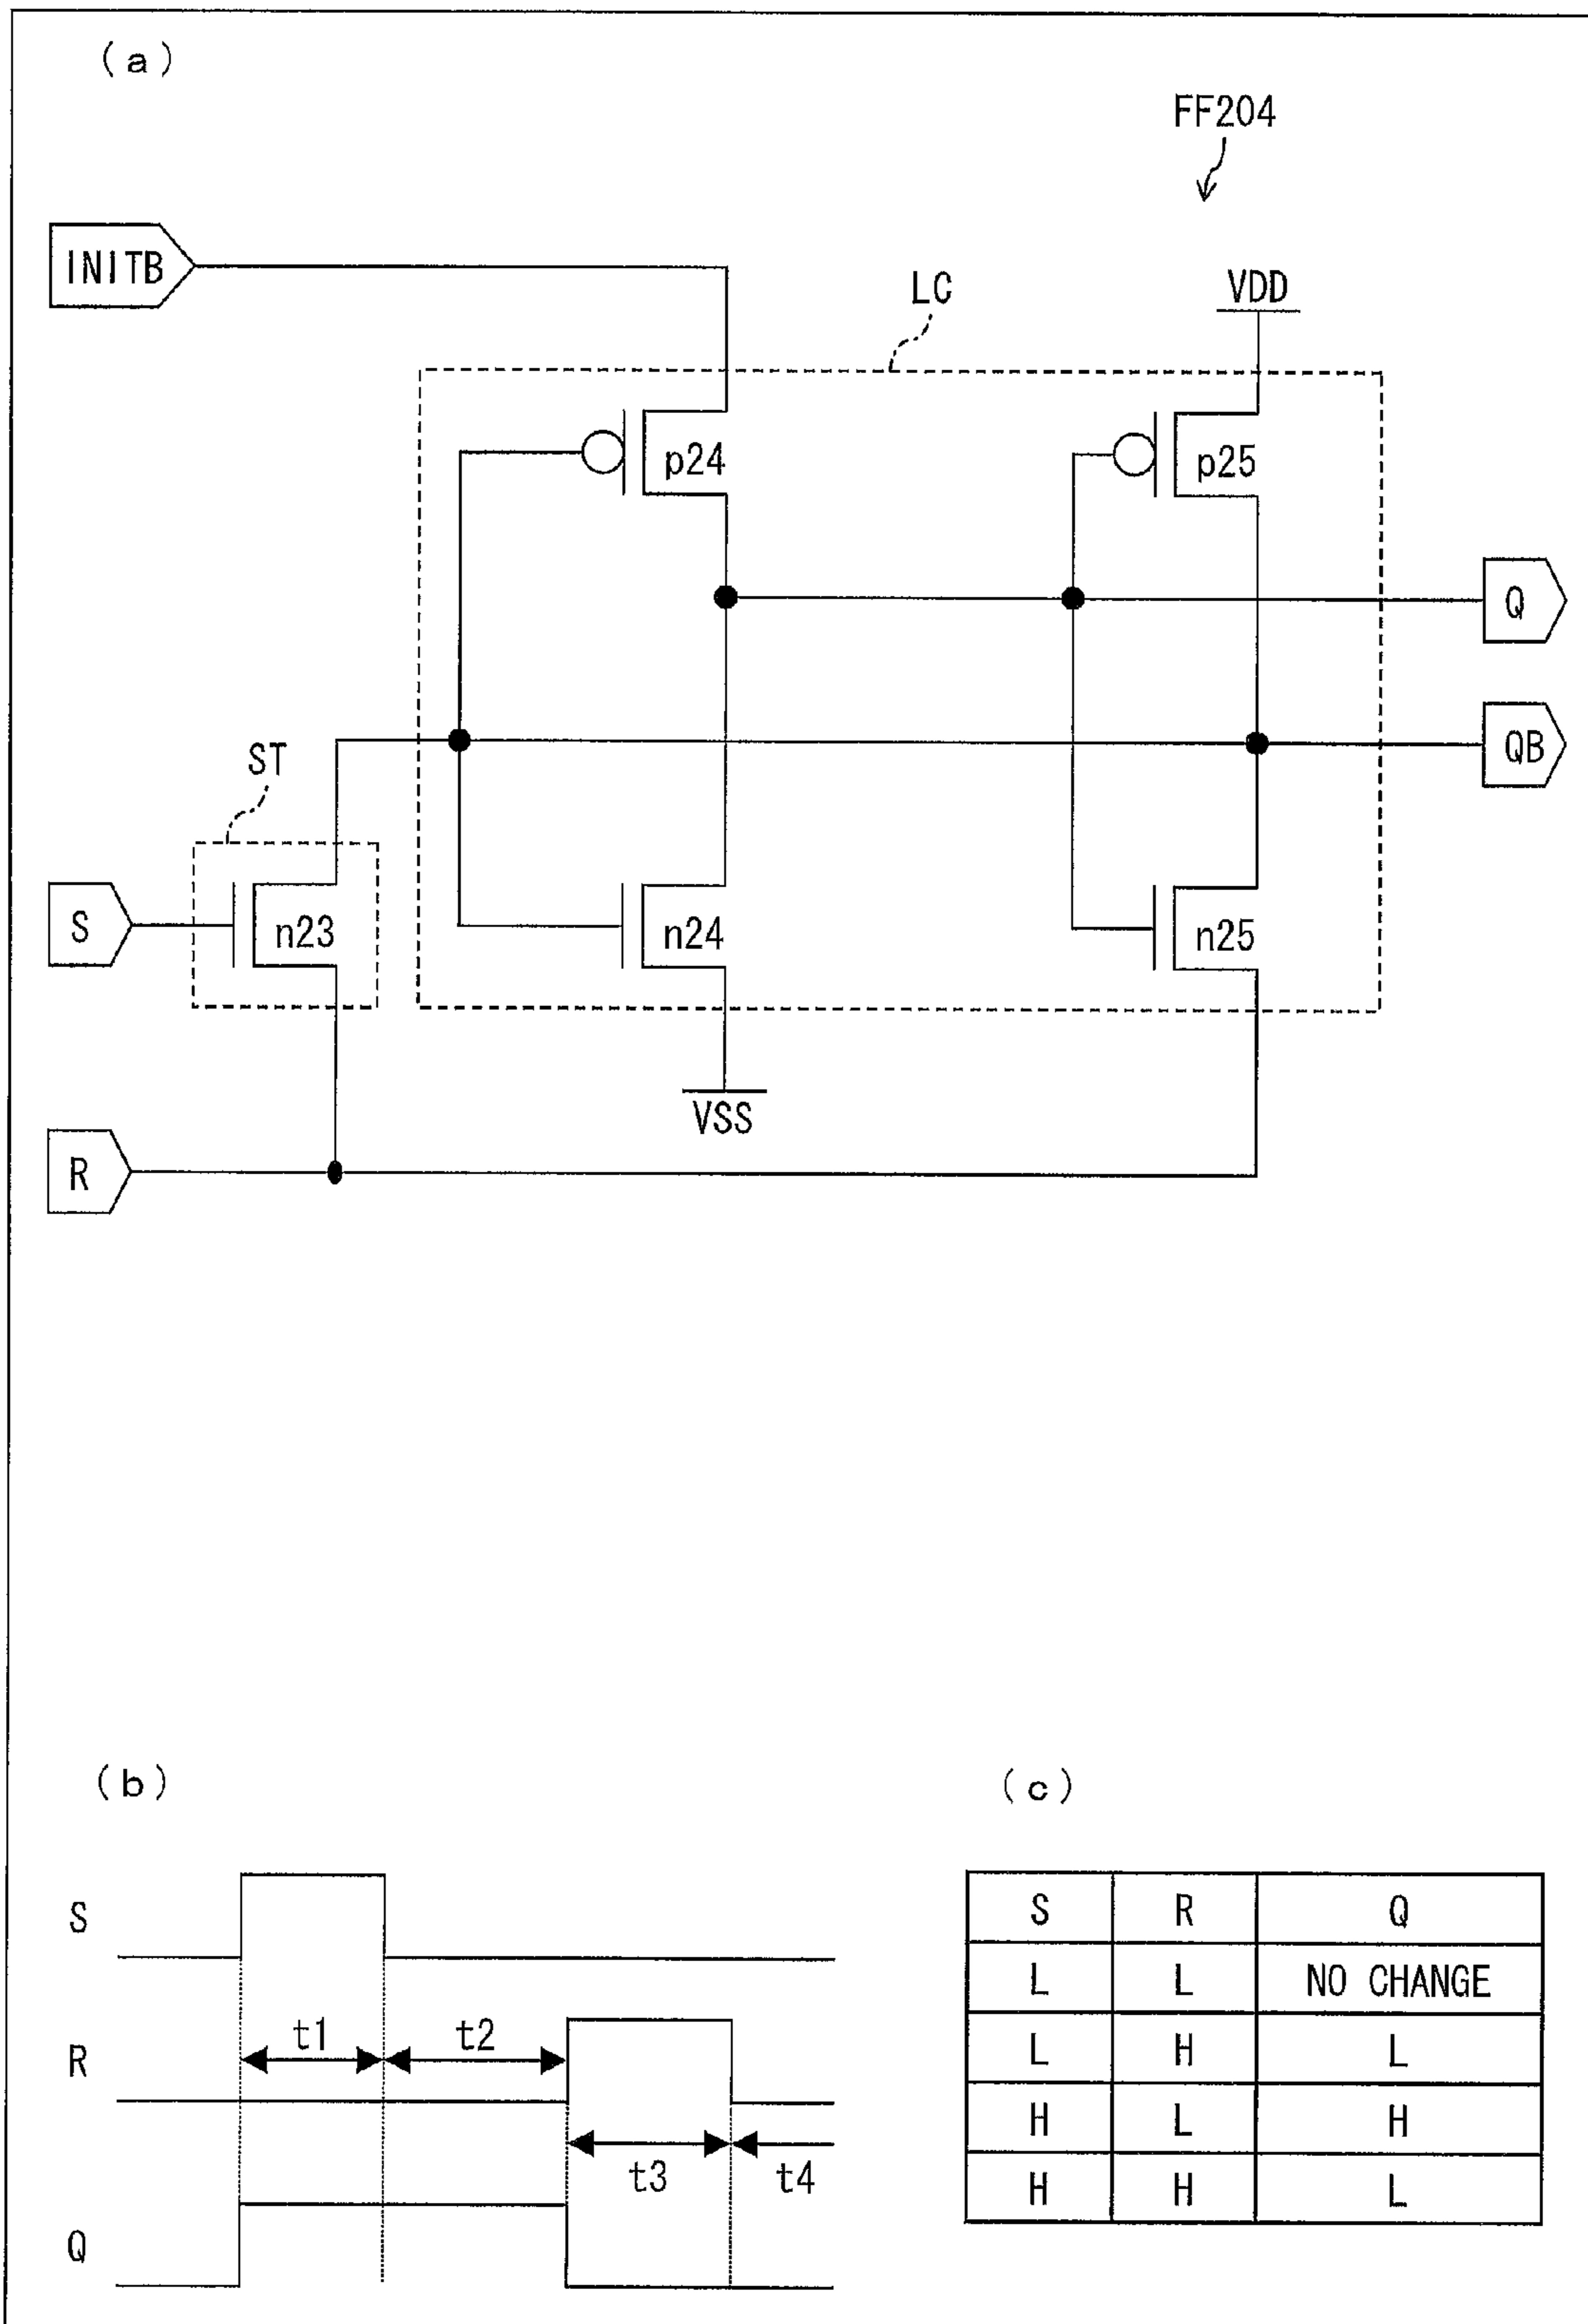 (a)
FF204
INITB
LC
VDD
p24
p25
Q
ST
QB
S
n23
n24
n25
VSS
R
(b)
(c)
S
R
t1
t2
t3
t4
Q
S R Q
L L NO CHANGE
L H L
H L H
H H L